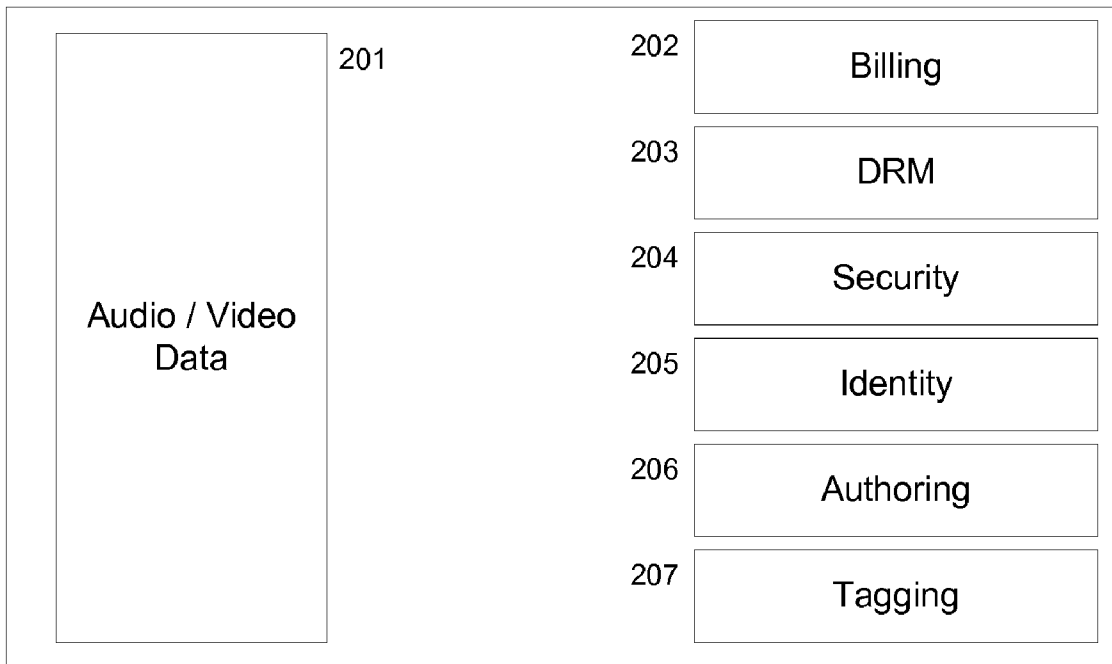 201
Audio / Video
Data
202
Billing
203
DRM
204
Security
205
Identity
206
Authoring
207
Tagging